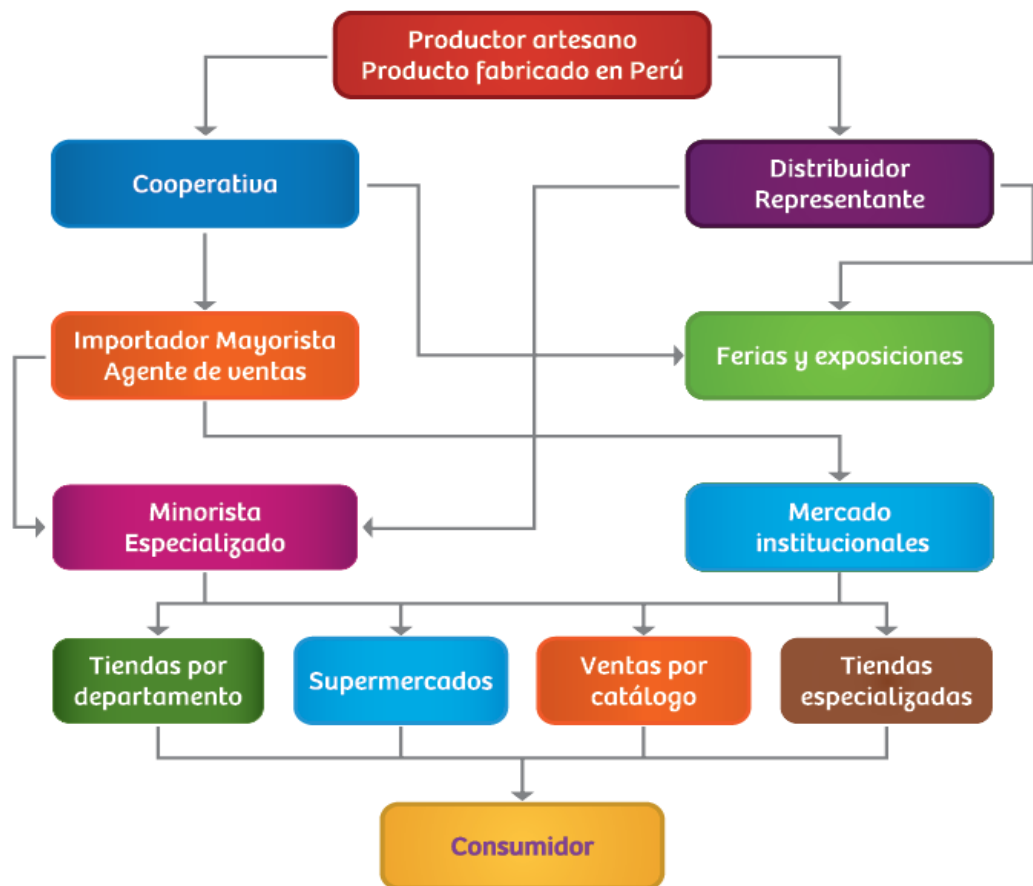 Productor artesano
Producto fabricado en Perú
Cooperativa
Distribuidor
Representante
Importador Mayorista
Agente de ventas
Ferias y exposiciones
Minorista
Especializado
Mercado
institucionales
Tiendas por
departamento
Supermercados
Ventas por
catálogo
Tiendas
especializadas
Consumidor